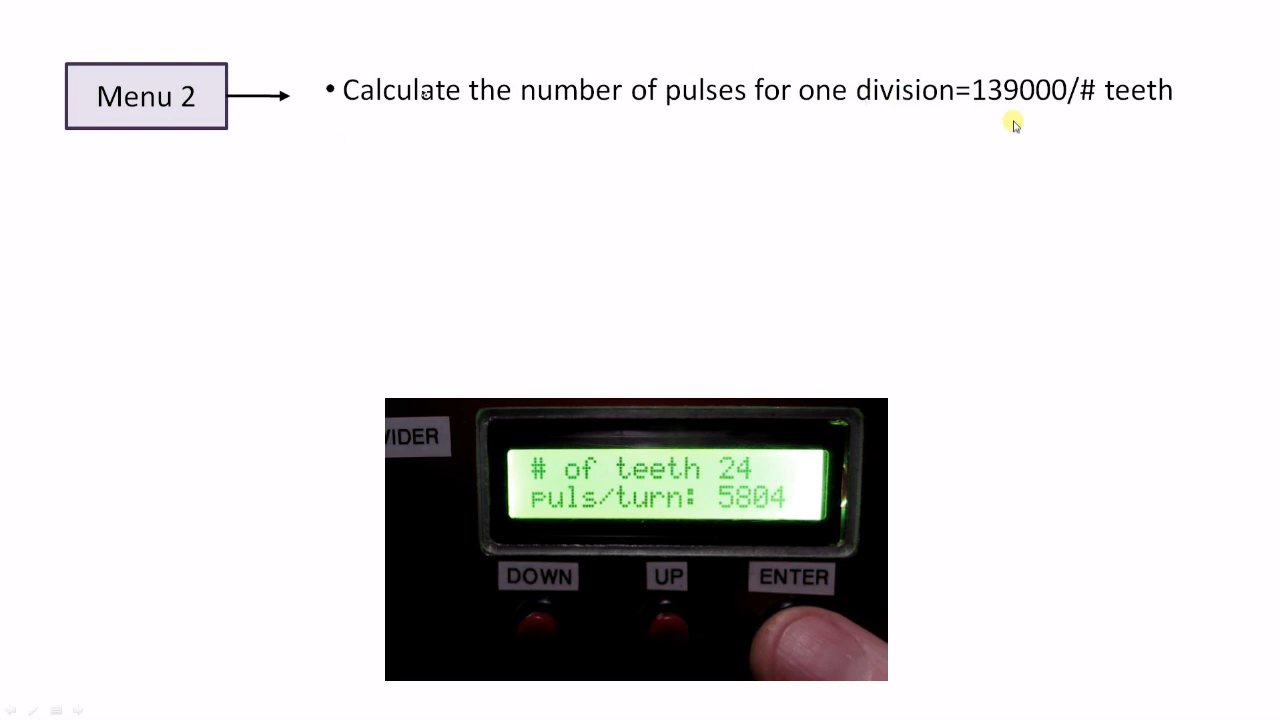 Menu 2
• Calculate the number of pulses for one division=139000/# teeth
VIDER
# of teeth 24
puls/turn: 5804
DOWN
UP
ENTER